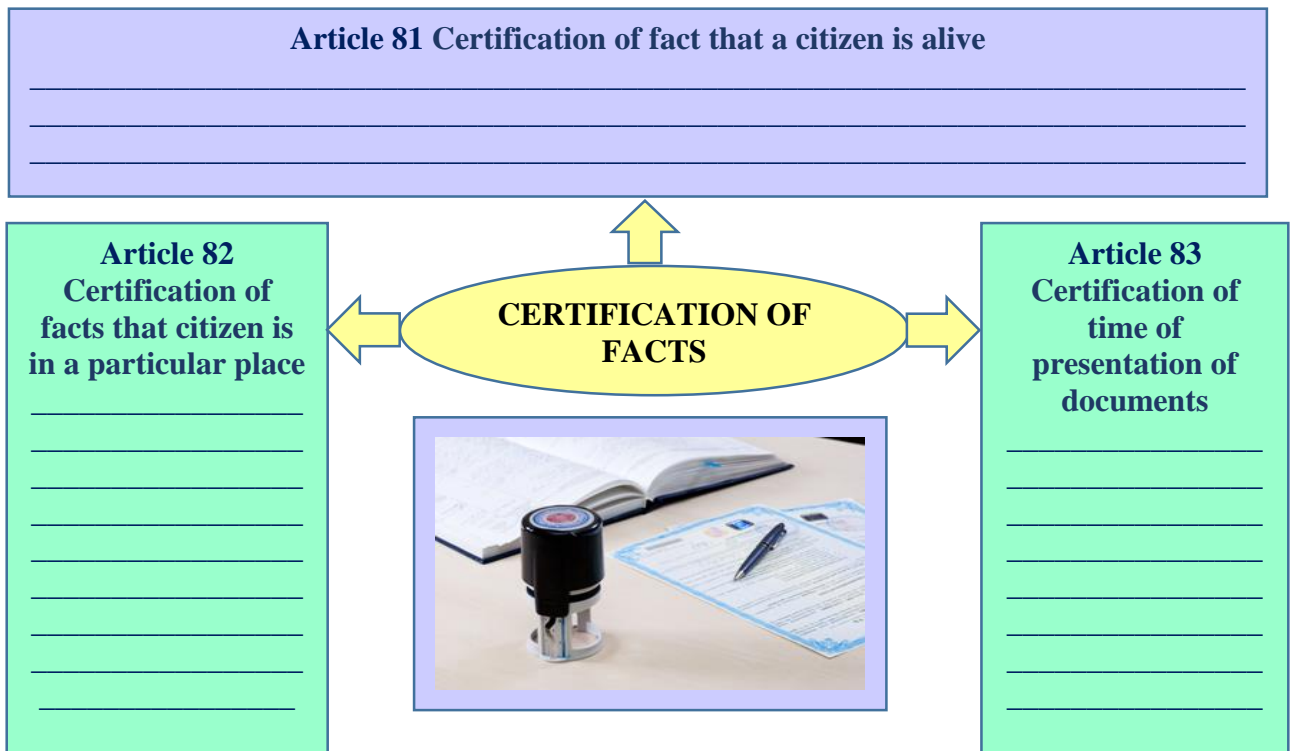 Article 81 Certification of fact that a citizen is alive
Article 82
Certification of
facts that citizen is
in a particular place
CERTIFICATION OF
FACTS
Article 83
Certification of
time of
presentation of
documents